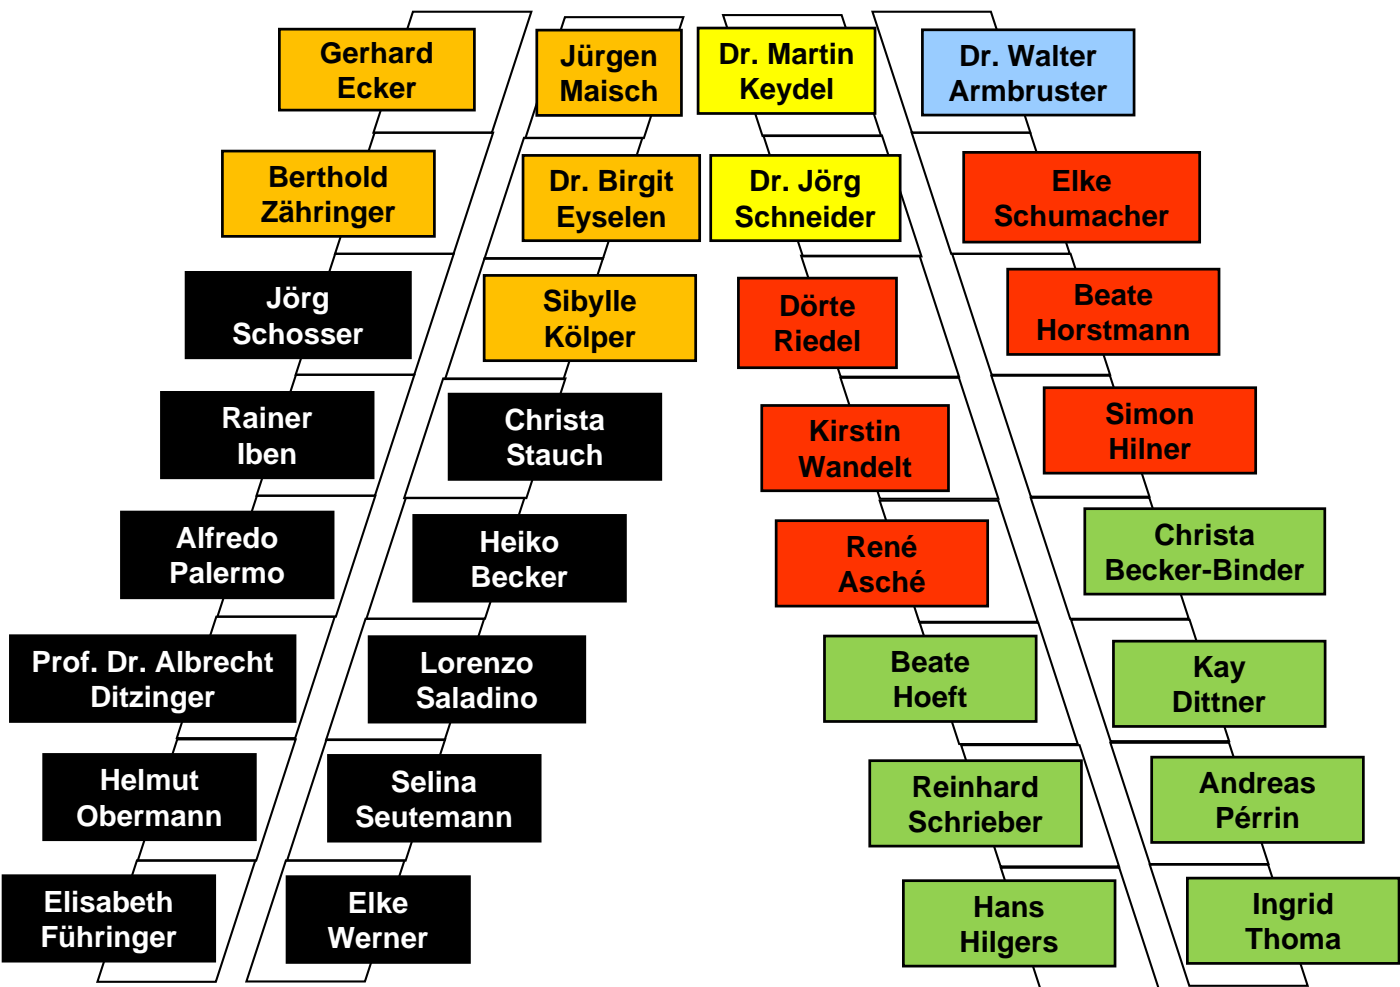 Gerhard
Ecker
Jürgen
Maisch
Dr. Martin
Keydel
Dr. Walter
Armbruster
Berthold
Zähringer
Dr. Birgit
Eyselen
Dr. Jörg
Schneider
Elke
Schumacher
Jörg
Schosser
Sibylle
Kölper
Dörte
Riedel
Beate
Horstmann
Rainer
Iben
Christa
Stauch
Kirstin
Wandelt
Simon
Hilner
Alfredo
Palermo
Heiko
Becker
René
Asché
Christa
Becker-Binder
Prof. Dr. Albrecht
Ditzinger
Lorenzo
Saladino
Beate
Hoeft
Kay
Dittner
Helmut
Obermann
Selina
Seutemann
Reinhard
Schrieber
Andreas
Pérrin
Elisabeth
Führinger
Elke
Werner
Hans
Hilgers
Ingrid
Thoma